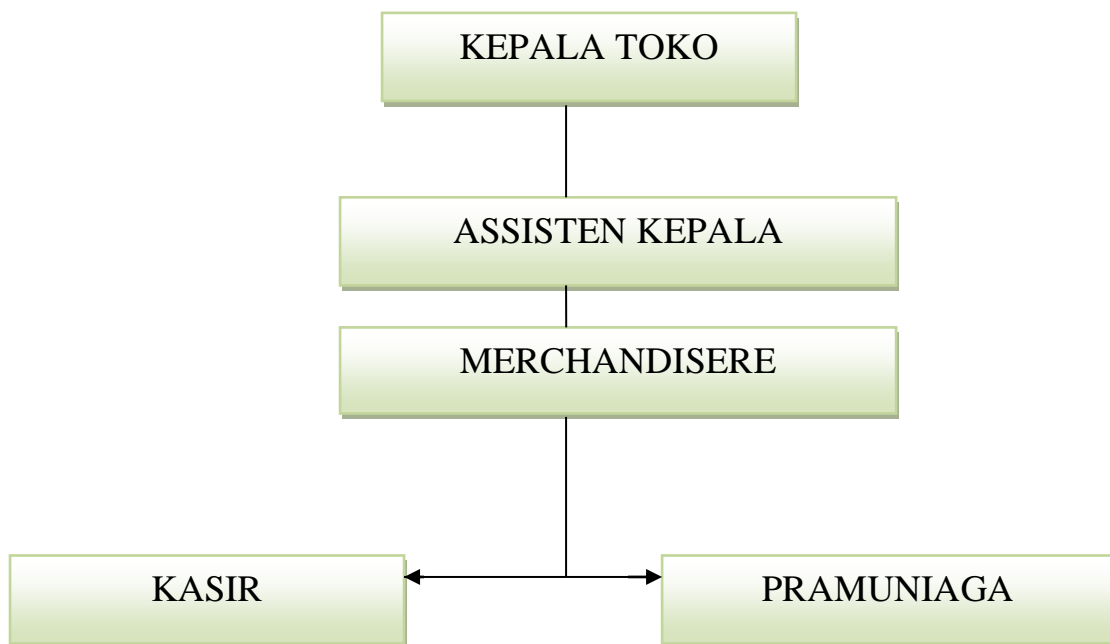 KEPALA TOKO
ASSISTEN KEPALA
MERCHANDISERE
KASIR
PRAMUNIAGA